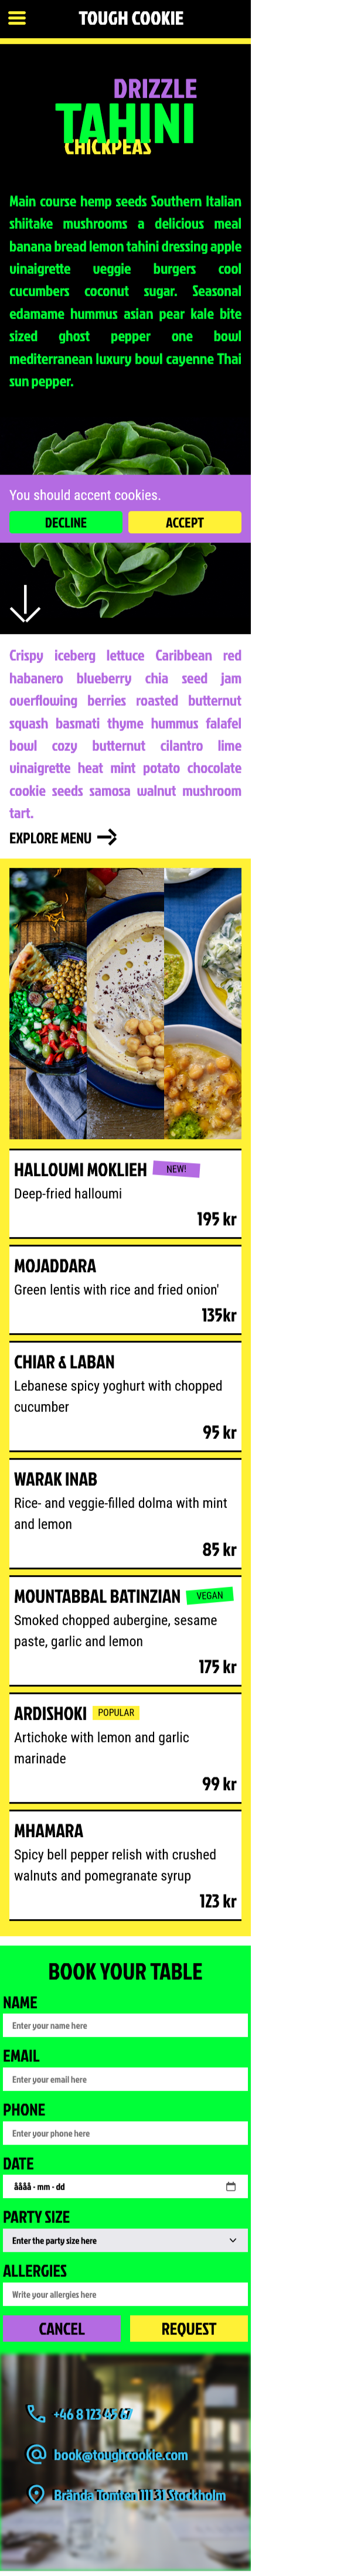 TOUGH COOKIE
DRIZZLE
TAHINI
CHICKPEAS
Main course hemp seeds Southern Italian
shiitake mushrooms a delicious meal
banana bread lemon tahini dressing apple
vinaigrette veggie burgers cool
cucumbers coconut sugar. Seasonal
edamame hummus asian pear kale bite
sized ghost pepper one bowl
mediterranean luxury bowl cayenne Thai
sun pepper.
You should accent cookies.
DECLINE ACCEPT
Crispy iceberg lettuce Caribbean red
habanero blueberry chia seed jam
overflowing berries roasted butternut
squash basmati thyme hummus falafel
bowl cozy butternut cilantro lime
vinaigrette heat mint potato chocolate
cookie seeds samosa walnut mushroom
tart.
EXPLORE MENU
HALLOUMI MOKLIEH NEW!
Deep-fried halloumi
195 kr
MOJADDARA
Green lentils with rice and fried onion'
135kr
CHIAR & LABAN
Lebanese spicy yoghurt with chopped
cucumber
95 kr
WARAK INAB
Rice- and veggie-filled dolma with mint
and lemon
85 kr
MOUNTABBAL BATINZIAN VEGAN
Smoked chopped aubergine, sesame
paste, garlic and lemon
175 kr
ARDISHOKI POPULAR
Artichoke with lemon and garlic
marinade
99 kr
MHAMARA
Spicy bell pepper relish with crushed
walnuts and pomegranate syrup
123 kr
BOOK YOUR TABLE
NAME
Enter your name here
EMAIL
Enter your email here
PHONE
Enter your phone here
DATE
åååå - mm - dd
PARTY SIZE
Enter the party size here
ALLERGIES
Write your allergies here
CANCEL REQUEST
+46 8 123 45 67
book@toughcookie.com
Brända Tomten 111 31 Stockholm